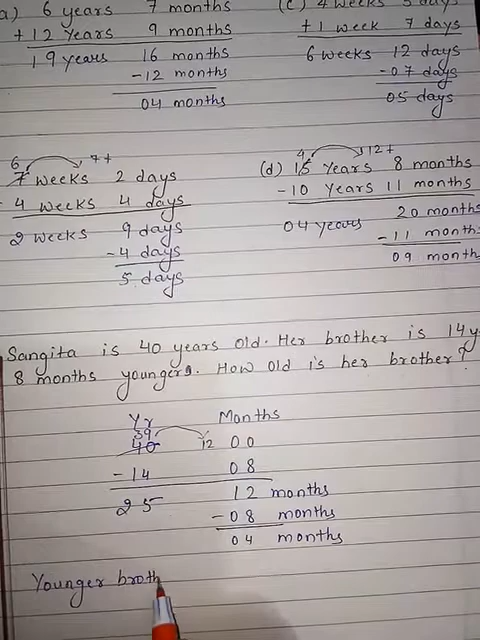 a) 6 years 7 months
+ 12 Years 9 months
19 years 16 months
-12 months
04 months
(c) 4 weeks 5 days
+ 1 week 7 days
6 weeks 12 days
-07 days
05 days
6 7+
7 weeks 2 days
4 weeks 4 days
2 weeks 9 days
-4 days
5 days
4 12+
(d) 15 Years 8 months
-10 Years 11 months
04 years 20 months
-11 months
09 month
Sangita is 40 years old. Her brother is 14 y
8 months younger. How old is her brother?
Yr Months
39
40 12 00
-14 08
25 12 months
-08 months
04 months
Younger broth